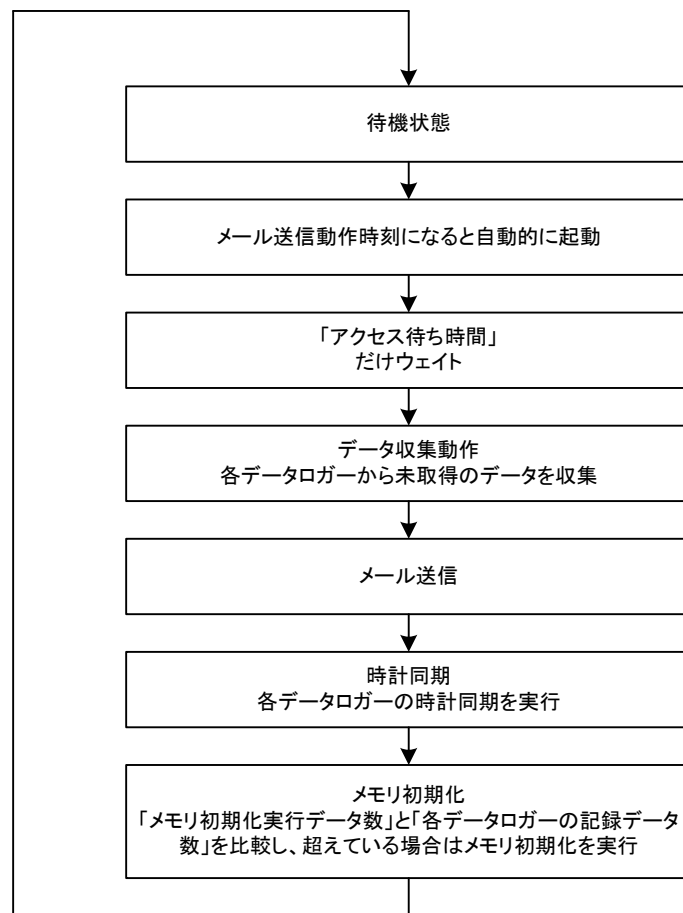 待機状態
メール送信動作時刻になると自動的に起動
「アクセス待ち時間」
だけウェイト
データ収集動作
各データロガーから未取得のデータを収集
メール送信
時計同期
各データロガーの時計同期を実行
メモリ初期化
「メモリ初期化実行データ数」と「各データロガーの記録データ
数」を比較し、超えている場合はメモリ初期化を実行